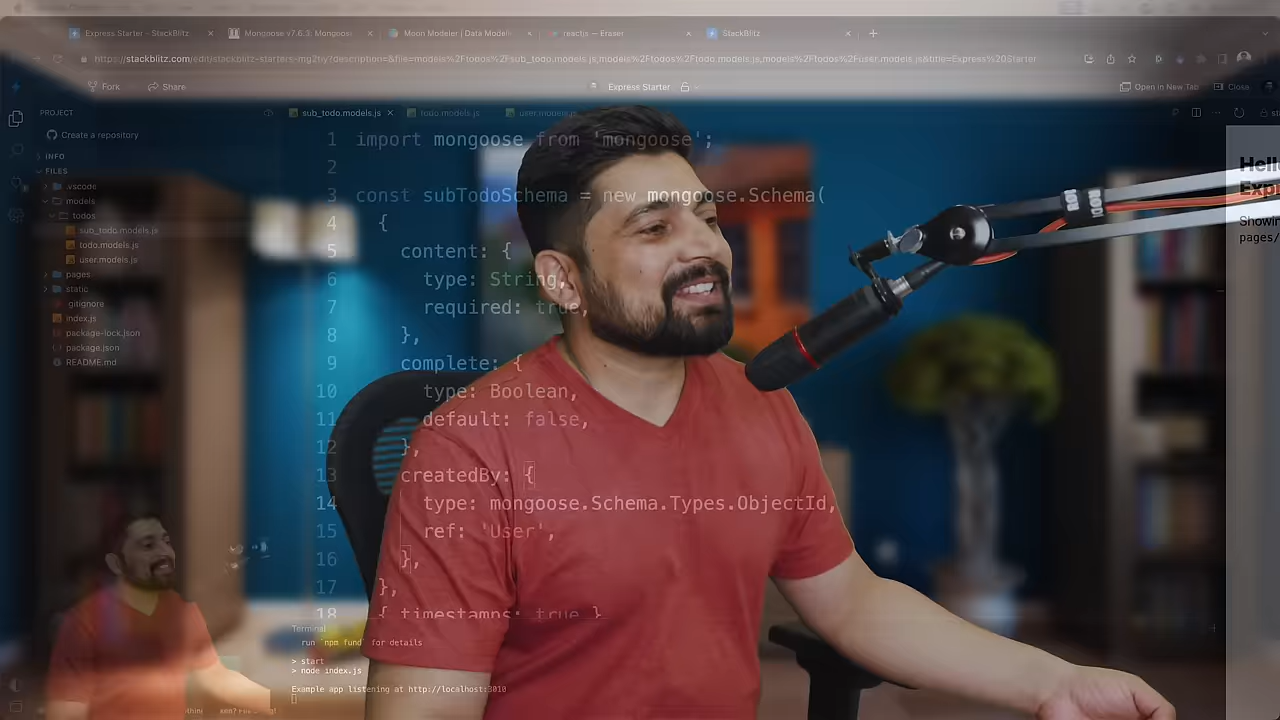 Express Starter - StackBlitz
Mongoose v7.6.3: Mongoose
Moon Modeler | Data Modeli
reactjs — Eraser
StackBlitz
Fork
Share
Express Starter
Open in New Tab
Close
PROJECT
sub_todo.models.js
todo.models.js
user.models.js
Create a repository
INFO
FILES
.vscode
models
todos
sub_todo.models.js
todo.models.js
user.models.js
pages
static
.gitignore
index.js
package-lock.json
package.json
README.md
1 import mongoose from 'mongoose';
2
3 const subTodoSchema = new mongoose.Schema(
4 {
5 content: {
6 type: String,
7 required: true,
8 },
9 complete: {
10 type: Boolean,
11 default: false,
12 },
13 createdBy: {
14 type: mongoose.Schema.Types.ObjectId,
15 ref: 'User',
16 },
17 },
18 { timestamps: true }
Terminal
run `npm fund` for details
> start
> node index.js
Example app listening at http://localhost:3010
Showin
pages/
RODE